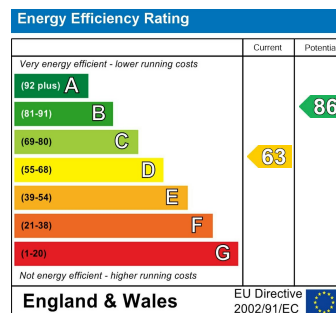 Energy Efficiency Rating
Current Potential
Very energy efficient - lower running costs
(92 plus) A
(81-91) B
86
(69-80) C
(55-68) D
63
(39-54) E
(21-38) F
(1-20) G
Not energy efficient - higher running costs
England & Wales
EU Directive
2002/91/EC